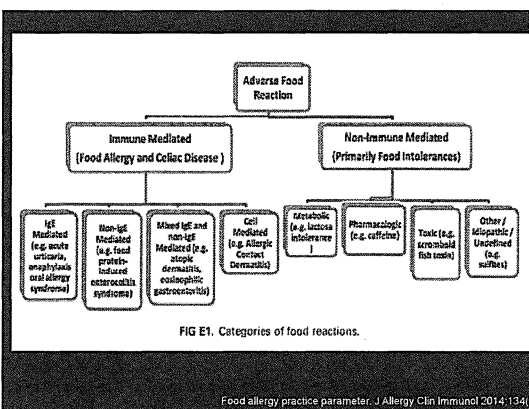 Adverse Food
Reaction
Immune Mediated
(Food Allergy and Celiac Disease )
Non-Immune Mediated
(Primarily Food Intolerances)
IgE
Mediated
(e.g. acute
urticaria,
anaphylaxis
oral allergy
syndrome)
Non-IgE
Mediated
(e.g. food
protein-
induced
enterocolitis
syndrome)
Mixed IgE and
non-IgE
Mediated (e.g.
atopic
dermatitis,
eosinophilic
gastroenteritis)
Cell
Mediated
(e.g. Allergic
Contact
Dermatitis)
Metabolic
(e.g. lactose
intolerance
)
Pharmacologic
(e.g. caffeine)
Toxic (e.g.
scromboid
fish toxin)
Other /
Idiopathic /
Undefined
(e.g.
sulfites)
FIG E1. Categories of food reactions.
Food allergy practice parameter. J Allergy Clin Immunol 2014;134